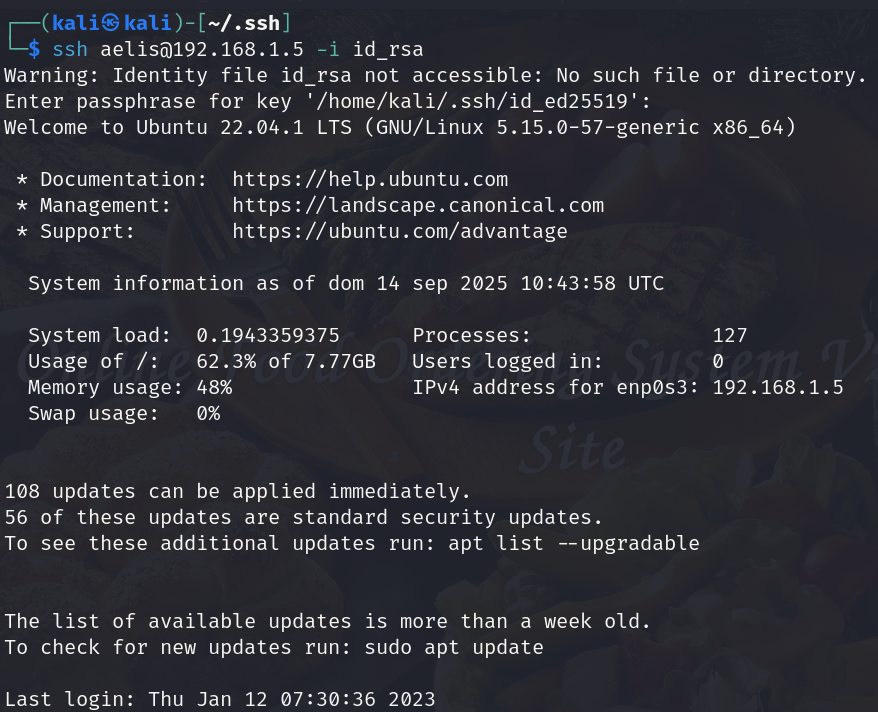 ┌──(kali㉿kali)-[~/.ssh]
└─$ ssh aelis@192.168.1.5 -i id_rsa
Warning: Identity file id_rsa not accessible: No such file or directory.
Enter passphrase for key '/home/kali/.ssh/id_ed25519':
Welcome to Ubuntu 22.04.1 LTS (GNU/Linux 5.15.0-57-generic x86_64)
* Documentation:  https://help.ubuntu.com
* Management:     https://landscape.canonical.com
* Support:        https://ubuntu.com/advantage
System information as of dom 14 sep 2025 10:43:58 UTC
System load:  0.1943359375      Processes:               127
Usage of /:   62.3% of 7.77GB   Users logged in:         0
Memory usage: 48%               IPv4 address for enp0s3: 192.168.1.5
Swap usage:   0%
Food Ordering System V2
Site
108 updates can be applied immediately.
56 of these updates are standard security updates.
To see these additional updates run: apt list --upgradable
The list of available updates is more than a week old.
To check for new updates run: sudo apt update
Last login: Thu Jan 12 07:30:36 2023